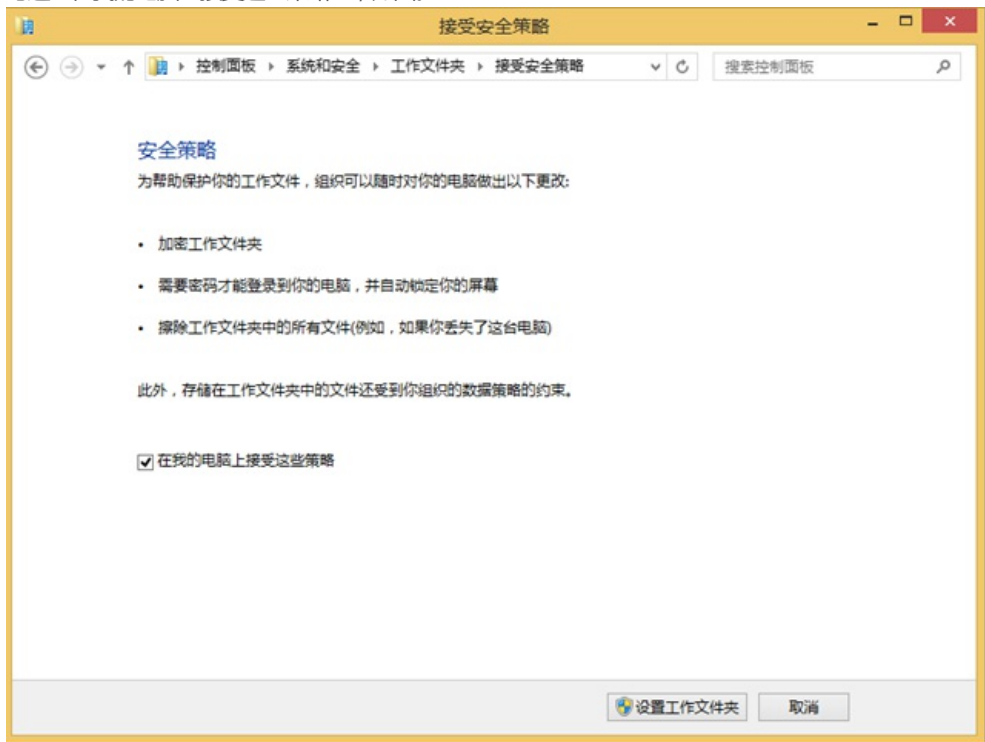 接受安全策略
控制面板 系统和安全 工作文件夹 接受安全策略 搜索控制面板
安全策略
为帮助保护你的工作文件，组织可以随时对你的电脑做出以下更改:
• 加密工作文件夹
• 需要密码才能登录到你的电脑，并自动锁定你的屏幕
• 擦除工作文件夹中的所有文件(例如，如果你丢失了这台电脑)
此外，存储在工作文件夹中的文件还受到你组织的数据策略的约束。
在我的电脑上接受这些策略
设置工作文件夹 取消